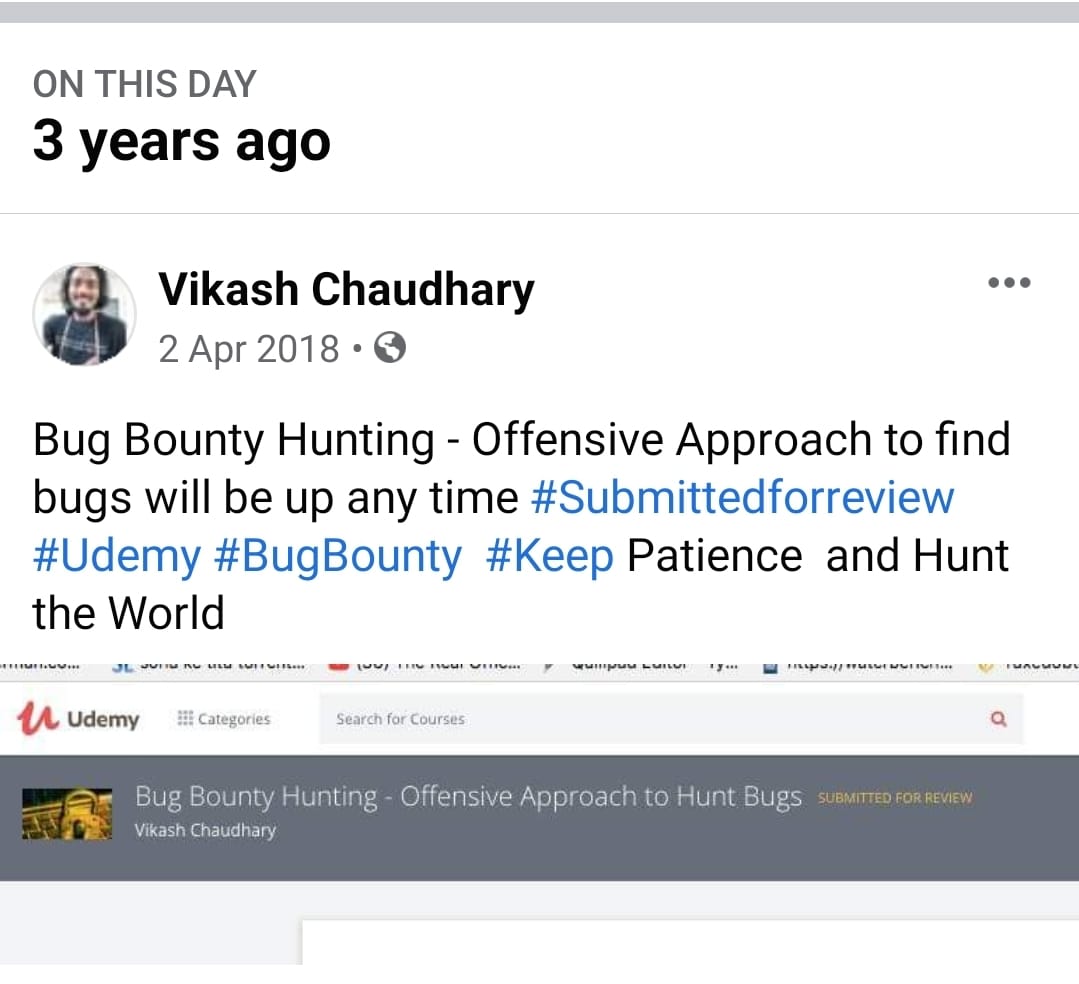 ON THIS DAY
3 years ago
Vikash Chaudhary
2 Apr 2018 •
Bug Bounty Hunting - Offensive Approach to find
bugs will be up any time #Submittedforreview
#Udemy #BugBounty #Keep Patience and Hunt
the World
Udemy Categories Search for Courses
Bug Bounty Hunting - Offensive Approach to Hunt Bugs SUBMITTED FOR REVIEW
Vikash Chaudhary